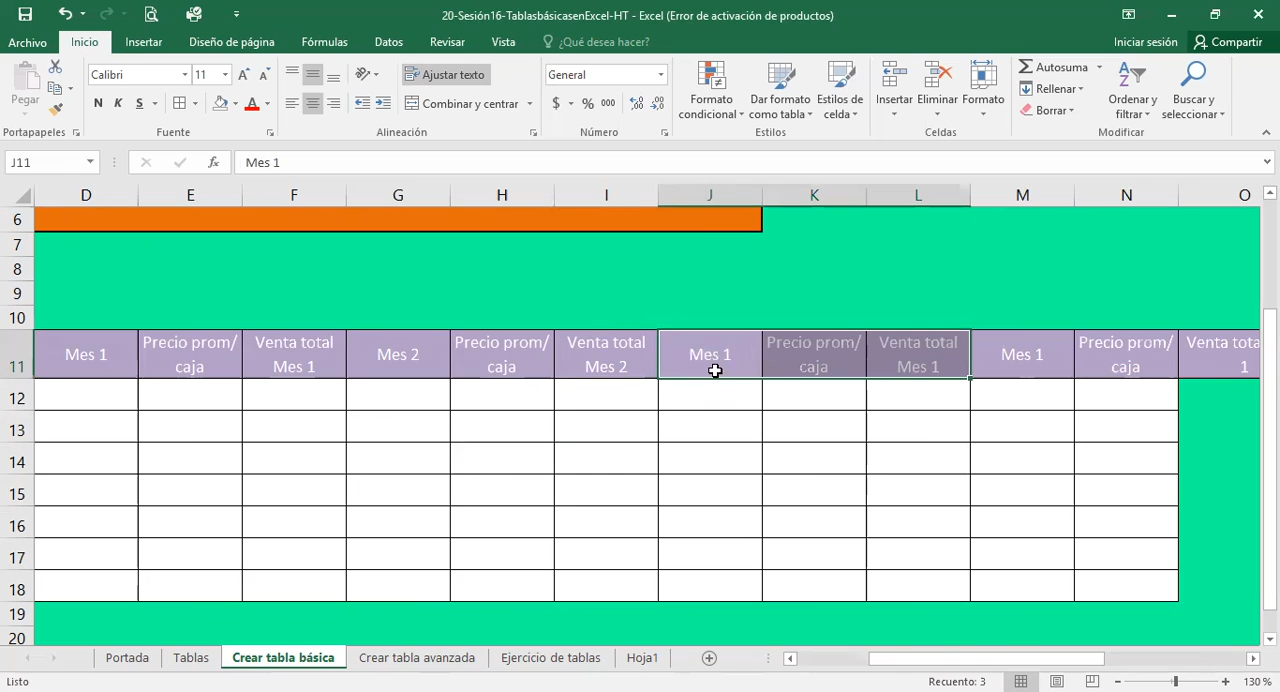 20-Sesión16-TablasbásicasenExcel-HT - Excel (Error de activación de productos)
Archivo Inicio Insertar Diseño de página Fórmulas Datos Revisar Vista ¿Qué desea hacer? Iniciar sesión Compartir
Pegar
Calibri 11
N K S
Ajustar texto
Combinar y centrar
General
$ % 000
Formato condicional
Dar formato como tabla
Estilos de celda
Insertar
Eliminar
Formato
Autosuma
Rellenar
Borrar
Ordenar y filtrar
Buscar y seleccionar
Portapapeles Fuente Alineación Número Estilos Celdas Modificar
J11 fx Mes 1
D E F G H I J K L M N O
6
7
8
9
10
11 Mes 1 Precio prom/ caja Venta total Mes 1 Mes 2 Precio prom/ caja Venta total Mes 2 Mes 1 Precio prom/ caja Venta total Mes 1 Mes 1 Precio prom/ caja Venta tota 1
12
13
14
15
16
17
18
19
20
Portada Tablas Crear tabla básica Crear tabla avanzada Ejercicio de tablas Hoja1
Listo Recuento: 3 130 %